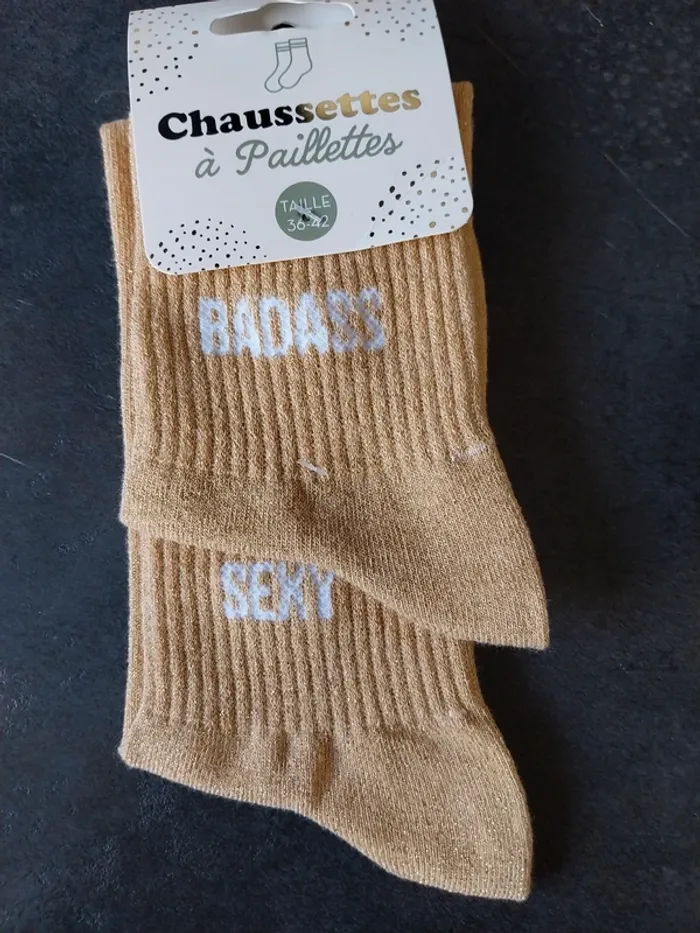 Chaussettes
à Paillettes
TAILLE
36-42
BADASS
SEXY